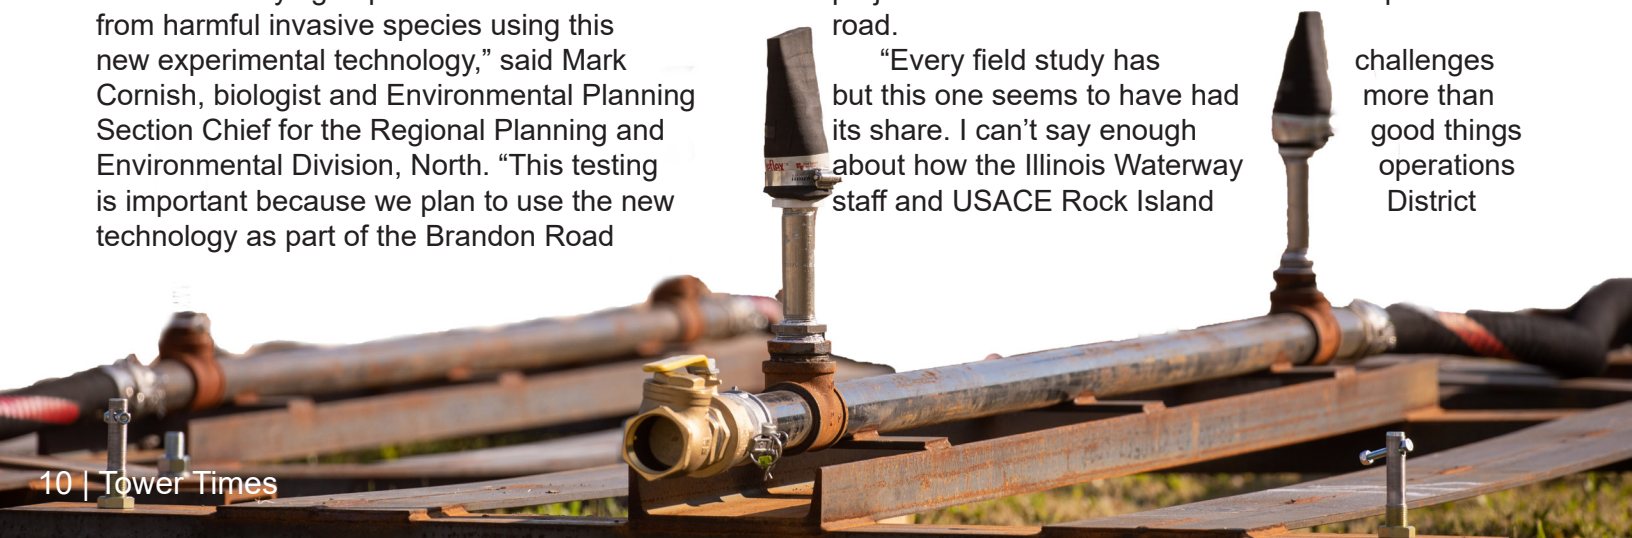 from harmful invasive species using this
new experimental technology,” said Mark
Cornish, biologist and Environmental Planning
Section Chief for the Regional Planning and
Environmental Division, North. “This testing
is important because we plan to use the new
technology as part of the Brandon Road
road.
“Every field study has challenges
but this one seems to have had more than
its share. I can’t say enough good things
about how the Illinois Waterway operations
staff and USACE Rock Island District
10 | Tower Times